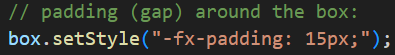 // padding (gap) around the box:
box.setStyle("-fx-padding: 15px;");